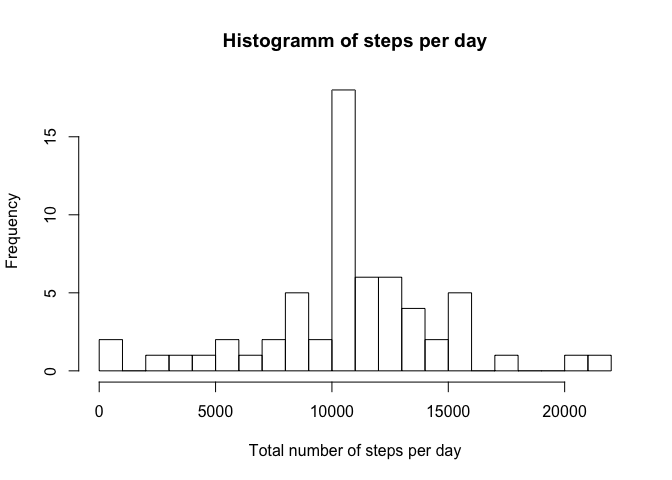 Histogramm of steps per day
Frequency
15
10
5
0
0 5000 10000 15000 20000
Total number of steps per day